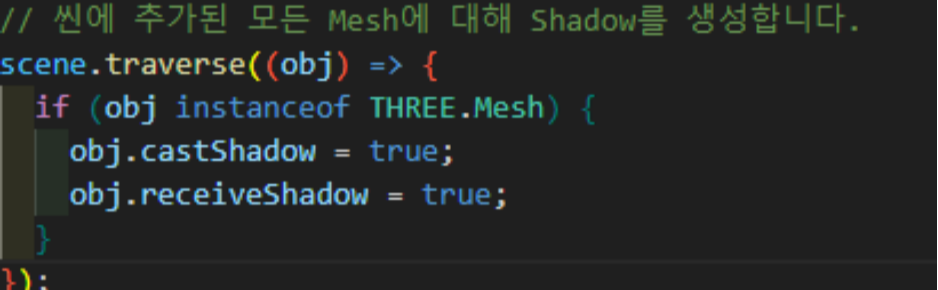 // 씬에 추가된 모든 Mesh에 대해 Shadow를 생성합니다.
scene.traverse((obj) => {
  if (obj instanceof THREE.Mesh) {
    obj.castShadow = true;
    obj.receiveShadow = true;
  }
});